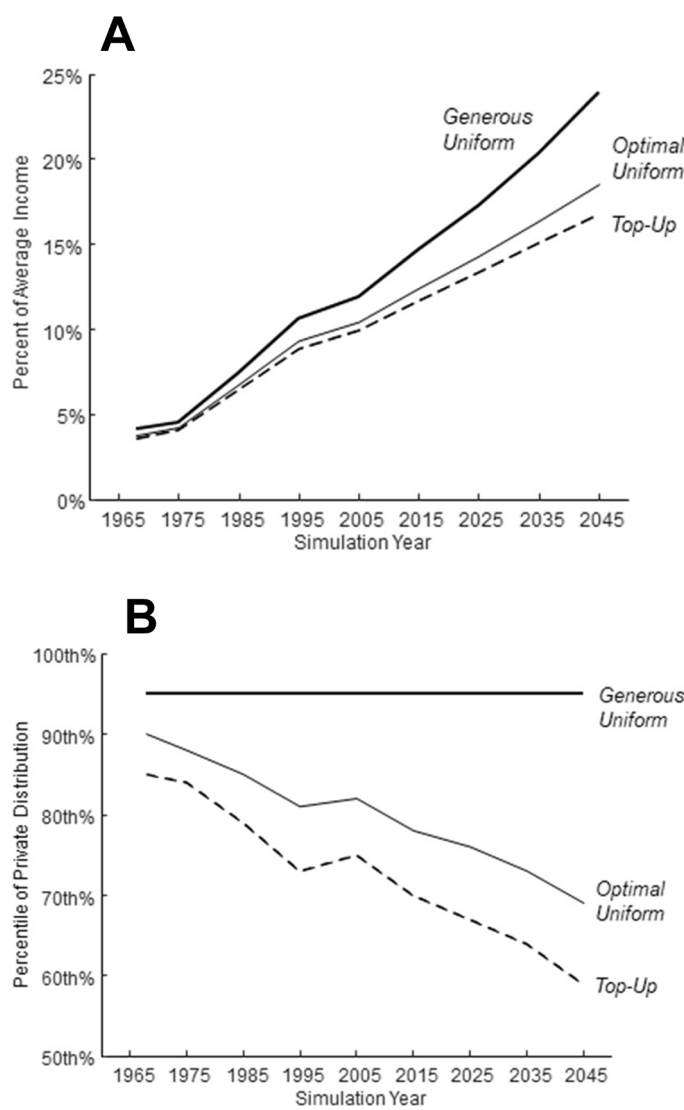 A
25%
20%
15%
10%
5%
0%
Percent of Average Income
Generous
Uniform
Optimal
Uniform
Top-Up
1965 1975 1985 1995 2005 2015 2025 2035 2045
Simulation Year
B
100th%
90th%
80th%
70th%
60th%
50th%
Percentile of Private Distribution
Generous
Uniform
Optimal
Uniform
Top-Up
1965 1975 1985 1995 2005 2015 2025 2035 2045
Simulation Year